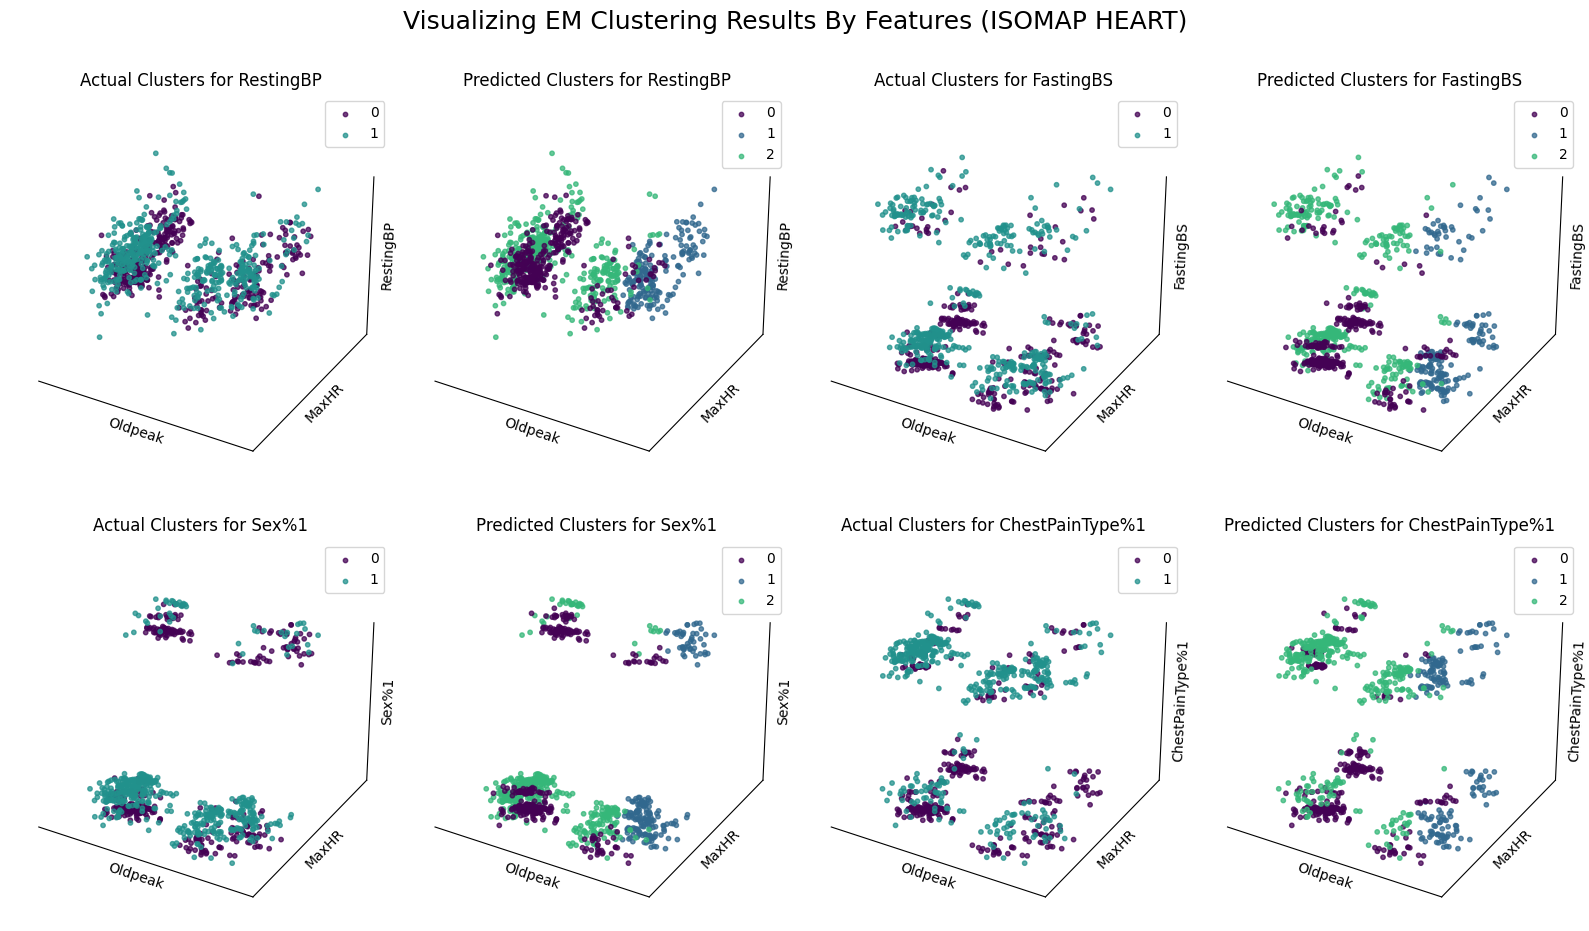 Visualizing EM Clustering Results By Features (ISOMAP HEART)
Actual Clusters for RestingBP
0
1
RestingBP
MaxHR
Oldpeak
Predicted Clusters for RestingBP
0
1
2
RestingBP
MaxHR
Oldpeak
Actual Clusters for FastingBS
0
1
FastingBS
MaxHR
Oldpeak
Predicted Clusters for FastingBS
0
1
2
FastingBS
MaxHR
Oldpeak
Actual Clusters for Sex%1
0
1
Sex%1
MaxHR
Oldpeak
Predicted Clusters for Sex%1
0
1
2
Sex%1
MaxHR
Oldpeak
Actual Clusters for ChestPainType%1
0
1
ChestPainType%1
MaxHR
Oldpeak
Predicted Clusters for ChestPainType%1
0
1
2
ChestPainType%1
MaxHR
Oldpeak